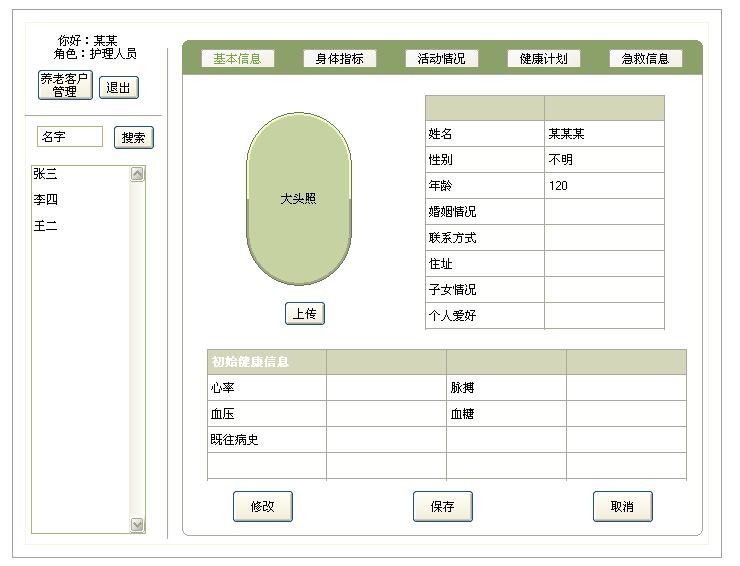 你好：某某
角色：护理人员
养老客户
管理
退出
名字
搜索
张三
李四
王二
基本信息
身体指标
活动情况
健康计划
急救信息
大头照
上传
姓名 某某某
性别 不明
年龄 120
婚姻情况
联系方式
住址
子女情况
个人爱好
初始健康信息
心率 脉搏
血压 血糖
既往病史
修改
保存
取消